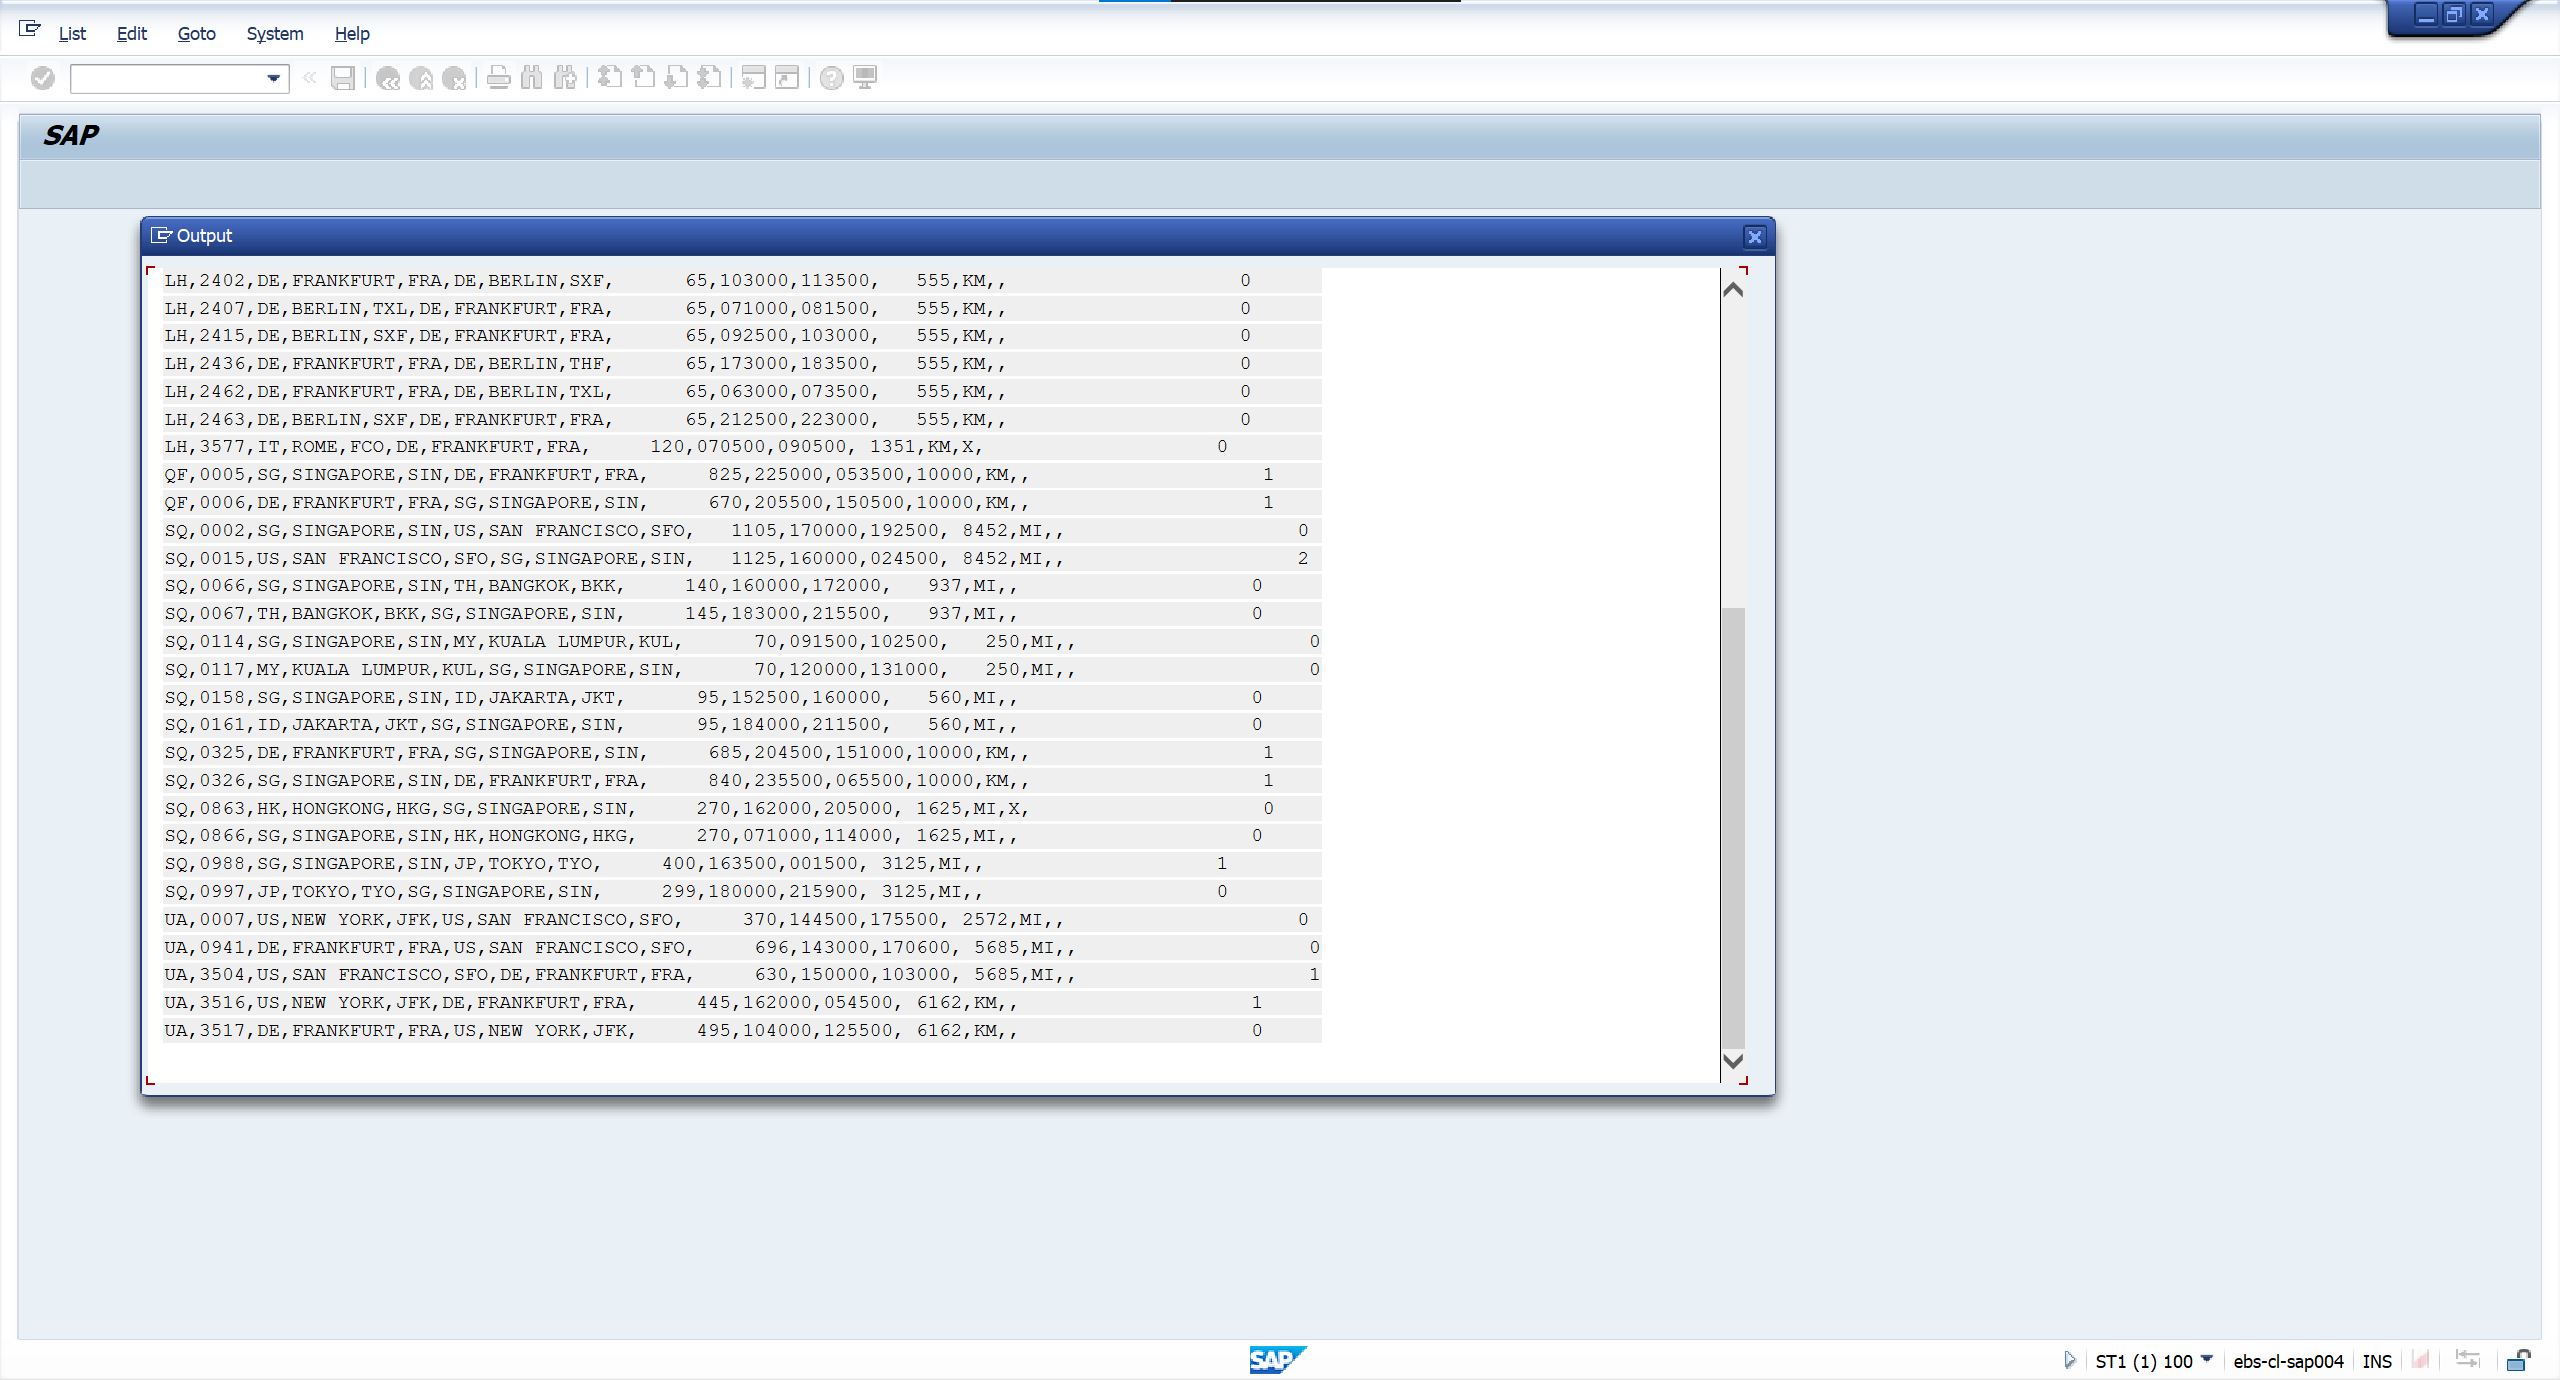 List Edit Goto System Help
SAP
Output
LH,2402,DE,FRANKFURT,FRA,DE,BERLIN,SXF, 65,103000,113500, 555,KM,, 0
LH,2407,DE,BERLIN,TXL,DE,FRANKFURT,FRA, 65,071000,081500, 555,KM,, 0
LH,2415,DE,BERLIN,SXF,DE,FRANKFURT,FRA, 65,092500,103000, 555,KM,, 0
LH,2436,DE,FRANKFURT,FRA,DE,BERLIN,THF, 65,173000,183500, 555,KM,, 0
LH,2462,DE,FRANKFURT,FRA,DE,BERLIN,TXL, 65,063000,073500, 555,KM,, 0
LH,2463,DE,BERLIN,SXF,DE,FRANKFURT,FRA, 65,212500,223000, 555,KM,, 0
LH,3577,IT,ROME,FCO,DE,FRANKFURT,FRA, 120,070500,090500, 1351,KM,X, 0
QF,0005,SG,SINGAPORE,SIN,DE,FRANKFURT,FRA, 825,225000,053500,10000,KM,, 1
QF,0006,DE,FRANKFURT,FRA,SG,SINGAPORE,SIN, 670,205500,150500,10000,KM,, 1
SQ,0002,SG,SINGAPORE,SIN,US,SAN FRANCISCO,SFO, 1105,170000,192500, 8452,MI,, 0
SQ,0015,US,SAN FRANCISCO,SFO,SG,SINGAPORE,SIN, 1125,160000,024500, 8452,MI,, 2
SQ,0066,SG,SINGAPORE,SIN,TH,BANGKOK,BKK, 140,160000,172000, 937,MI,, 0
SQ,0067,TH,BANGKOK,BKK,SG,SINGAPORE,SIN, 145,183000,215500, 937,MI,, 0
SQ,0114,SG,SINGAPORE,SIN,MY,KUALA LUMPUR,KUL, 70,091500,102500, 250,MI,, 0
SQ,0117,MY,KUALA LUMPUR,KUL,SG,SINGAPORE,SIN, 70,120000,131000, 250,MI,, 0
SQ,0158,SG,SINGAPORE,SIN,ID,JAKARTA,JKT, 95,152500,160000, 560,MI,, 0
SQ,0161,ID,JAKARTA,JKT,SG,SINGAPORE,SIN, 95,184000,211500, 560,MI,, 0
SQ,0325,DE,FRANKFURT,FRA,SG,SINGAPORE,SIN, 685,204500,151000,10000,KM,, 1
SQ,0326,SG,SINGAPORE,SIN,DE,FRANKFURT,FRA, 840,235500,065500,10000,KM,, 1
SQ,0863,HK,HONGKONG,HKG,SG,SINGAPORE,SIN, 270,162000,205000, 1625,MI,X, 0
SQ,0866,SG,SINGAPORE,SIN,HK,HONGKONG,HKG, 270,071000,114000, 1625,MI,, 0
SQ,0988,SG,SINGAPORE,SIN,JP,TOKYO,TYO, 400,163500,001500, 3125,MI,, 1
SQ,0997,JP,TOKYO,TYO,SG,SINGAPORE,SIN, 299,180000,215900, 3125,MI,, 0
UA,0007,US,NEW YORK,JFK,US,SAN FRANCISCO,SFO, 370,144500,175500, 2572,MI,, 0
UA,0941,DE,FRANKFURT,FRA,US,SAN FRANCISCO,SFO, 696,143000,170600, 5685,MI,, 0
UA,3504,US,SAN FRANCISCO,SFO,DE,FRANKFURT,FRA, 630,150000,103000, 5685,MI,, 1
UA,3516,US,NEW YORK,JFK,DE,FRANKFURT,FRA, 445,162000,054500, 6162,KM,, 1
UA,3517,DE,FRANKFURT,FRA,US,NEW YORK,JFK, 495,104000,125500, 6162,KM,, 0
SAP ST1 (1) 100 ebs-cl-sap004 INS